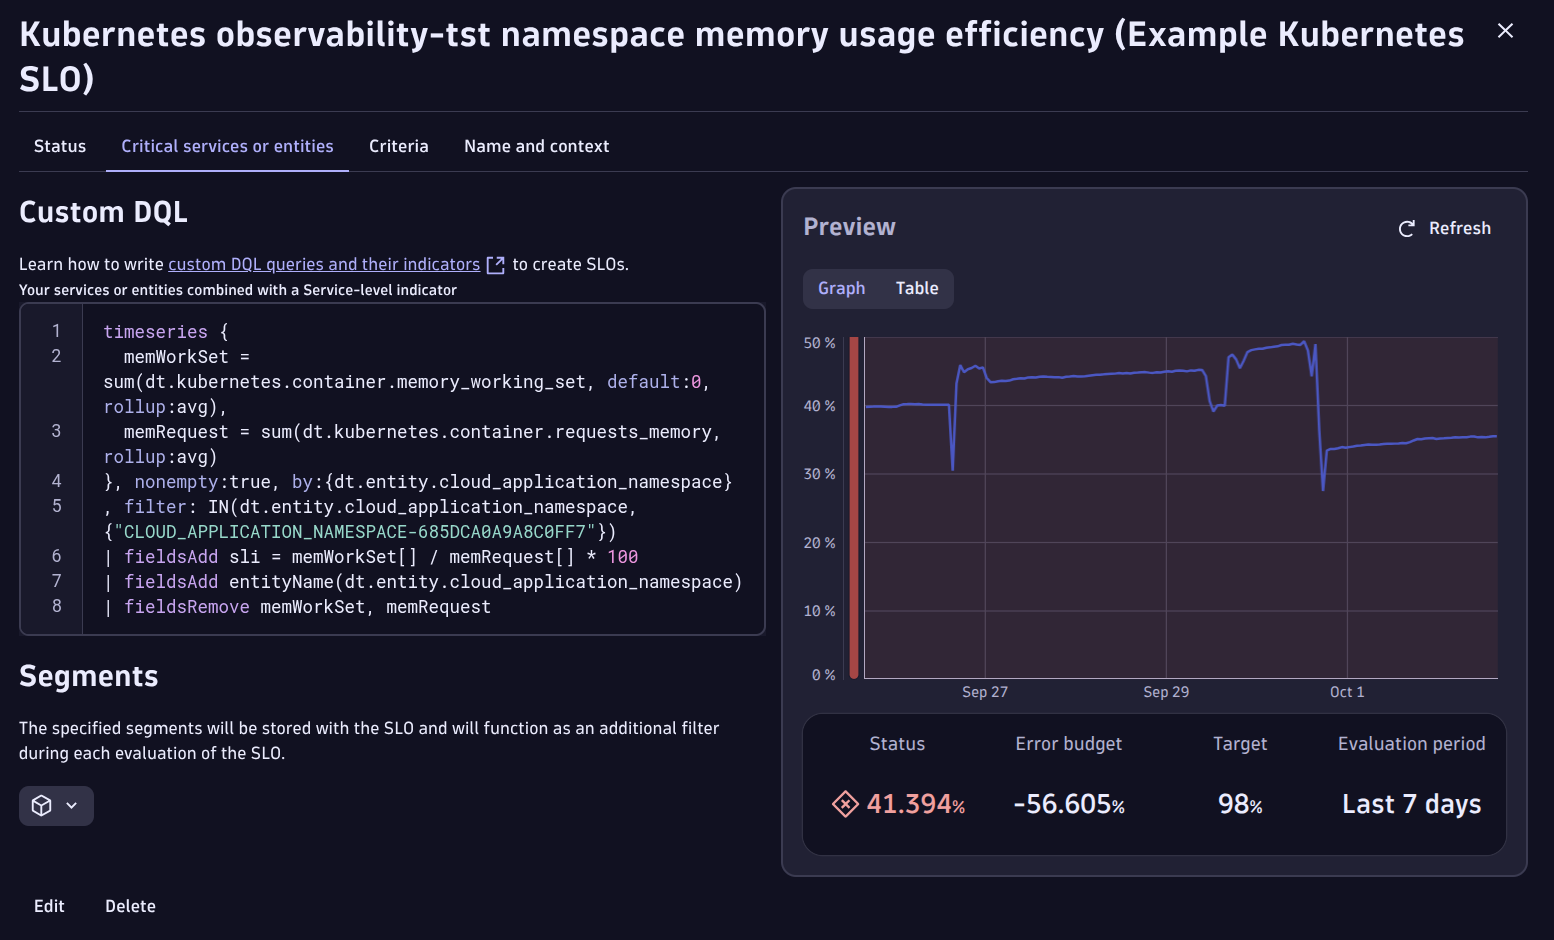 Kubernetes observability-tst namespace memory usage efficiency (Example Kubernetes
SLO)
Status
Critical services or entities
Criteria
Name and context
Custom DQL
Learn how to write custom DQL queries and their indicators to create SLOs.
Your services or entities combined with a Service-level indicator
1 timeseries {
2 memWorkSet =
sum(dt.kubernetes.container.memory_working_set, default:0,
rollup:avg),
3 memRequest = sum(dt.kubernetes.container.requests_memory,
rollup:avg)
4 }, nonempty:true, by:{dt.entity.cloud_application_namespace}
5 , filter: IN(dt.entity.cloud_application_namespace,
{"CLOUD_APPLICATION_NAMESPACE-685DCA0A9A8C0FF7"})
6 | fieldsAdd sli = memWorkSet[] / memRequest[] * 100
7 | fieldsAdd entityName(dt.entity.cloud_application_namespace)
8 | fieldsRemove memWorkSet, memRequest
Segments
The specified segments will be stored with the SLO and will function as an additional filter
during each evaluation of the SLO.
Edit
Delete
Preview
Refresh
Graph
Table
50 %
40 %
30 %
20 %
10 %
0 %
Sep 27
Sep 29
Oct 1
Status
Error budget
Target
Evaluation period
41.394%
-56.605%
98%
Last 7 days